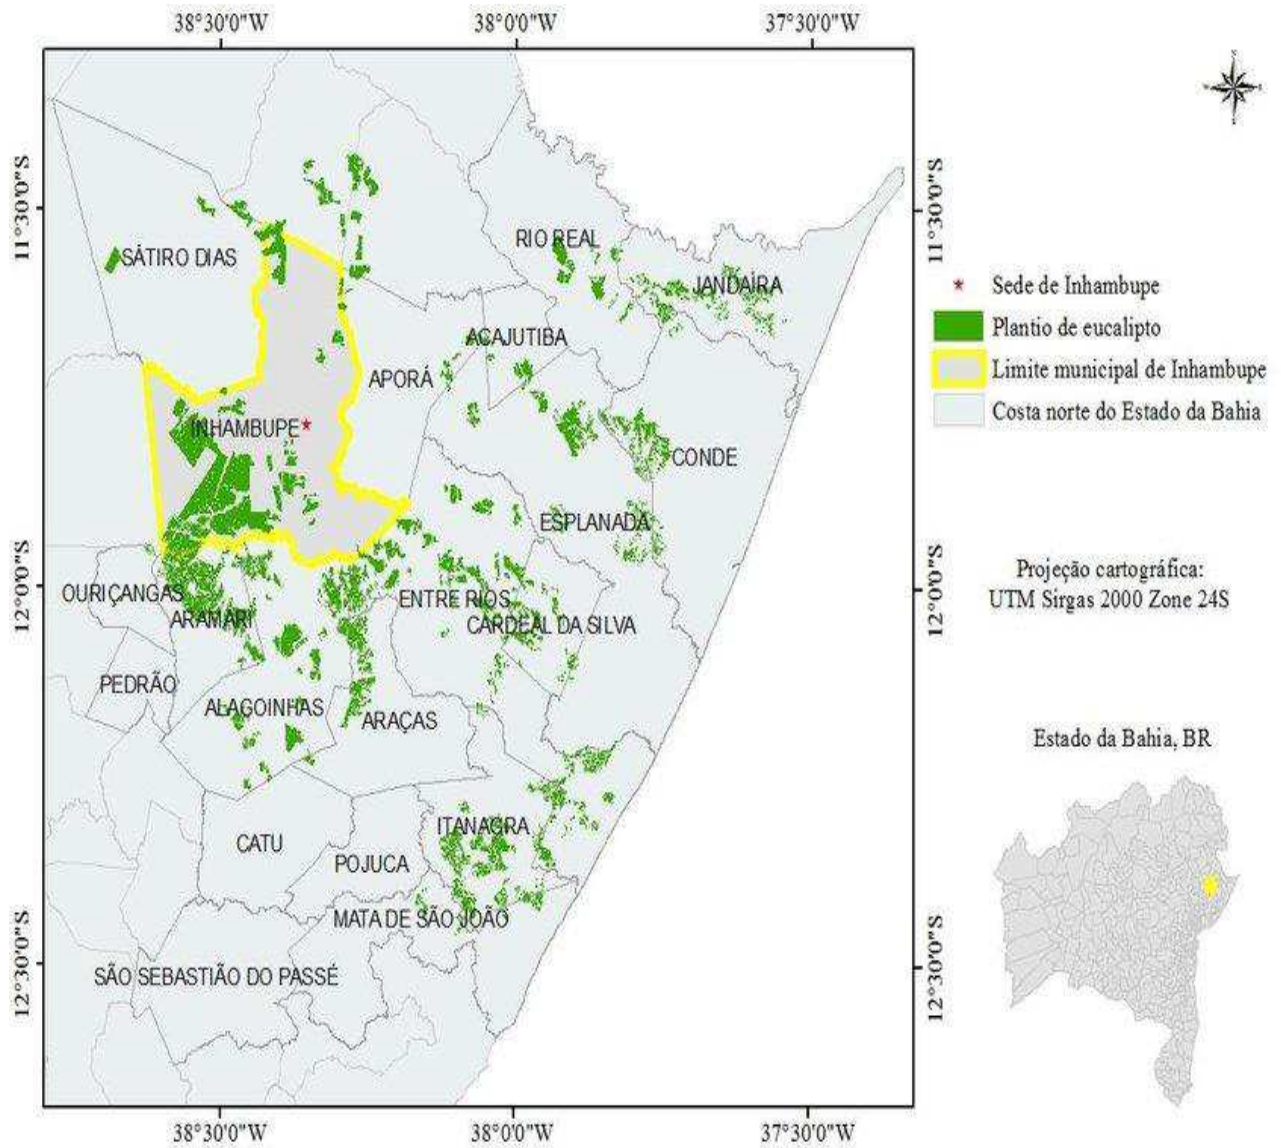 38°30'0"W 38°0'0"W 37°30'0"W
11°30'0"S
11°30'0"S
RIO REAL
SÁTIRO DIAS
JANDAÍRA
Sede de Inhambupe
Plantio de eucalipto
ACAJUTIBA
Limite municipal de Inhambupe
APORÁ
Costa norte do Estado da Bahia
INHAMBUPE
CONDE
ESPLANADA
12°0'0"S
12°0'0"S
Projeção cartográfica:
UTM Sirgas 2000 Zone 24S
OURIÇANGAS
ENTRE RIOS
ARAMARI
CARDEAL DA SILVA
PEDRÃO
ALAGOINHAS
ARAÇAS
Estado da Bahia, BR
ITANAGRA
CATU
POJUCA
MATA DE SÃO JOÃO
12°30'0"S
12°30'0"S
SÃO SEBASTIÃO DO PASSÉ
38°30'0"W 38°0'0"W 37°30'0"W